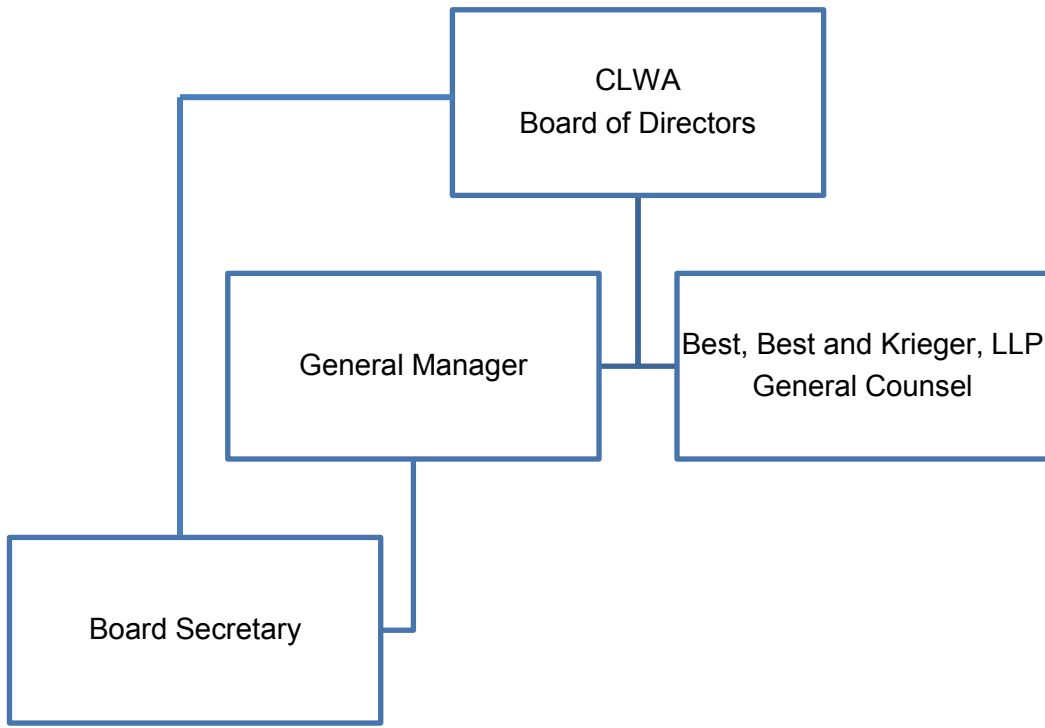 CLWA
Board of Directors
General Manager
Best, Best and Krieger, LLP
General Counsel
Board Secretary